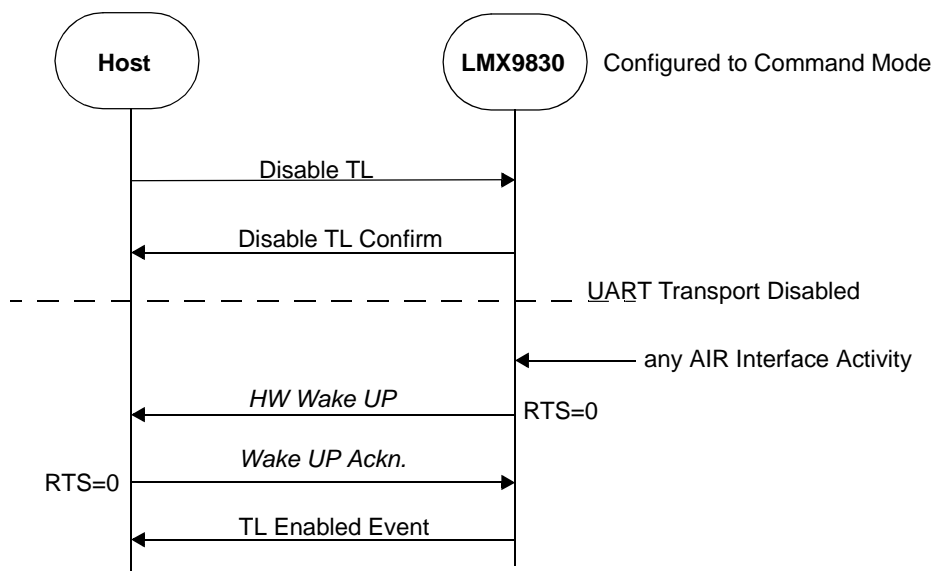 Host
LMX9830
Configured to Command Mode
Disable TL
Disable TL Confirm
UART Transport Disabled
any AIR Interface Activity
HW Wake UP
RTS=0
Wake UP Ackn.
RTS=0
TL Enabled Event